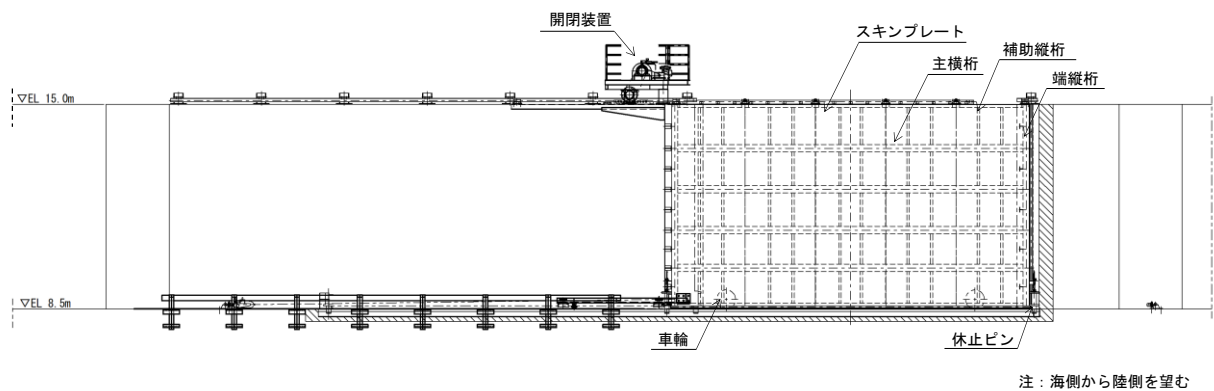 開閉装置
スキンプレート
補助縦桁
主横桁
端縦桁
▽EL 15.0m
▽EL 8.5m
車輪
休止ピン
注：海側から陸側を望む